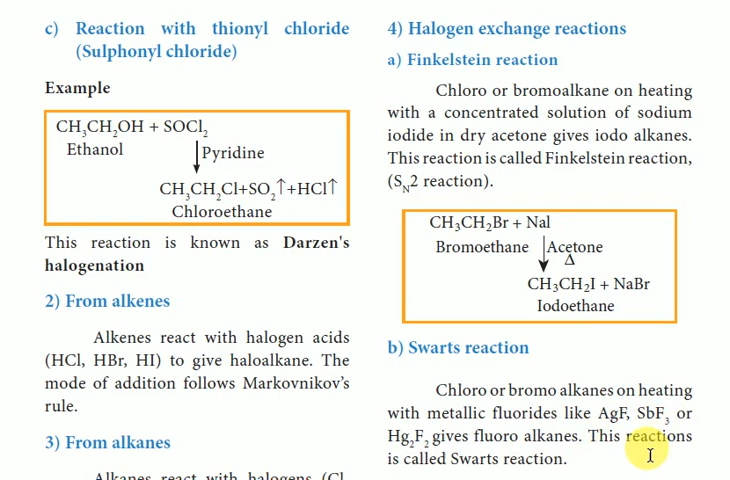 c) Reaction with thionyl chloride
(Sulphonyl chloride)
Example
CH₃CH₂OH + SOCl₂
Ethanol
Pyridine
CH₃CH₂Cl+SO₂↑+HCl↑
Chloroethane
This reaction is known as Darzen's
halogenation
2) From alkenes
Alkenes react with halogen acids
(HCl, HBr, HI) to give haloalkane. The
mode of addition follows Markovnikov's
rule.
3) From alkanes
Alkanes react with halogens (Cl
4) Halogen exchange reactions
a) Finkelstein reaction
Chloro or bromoalkane on heating
with a concentrated solution of sodium
iodide in dry acetone gives iodo alkanes.
This reaction is called Finkelstein reaction,
(Sₙ2 reaction).
CH₃CH₂Br + NaI
Bromoethane
Acetone
Δ
CH₃CH₂I + NaBr
Iodoethane
b) Swarts reaction
Chloro or bromo alkanes on heating
with metallic fluorides like AgF, SbF₃ or
Hg₂F₂ gives fluoro alkanes. This reactions
is called Swarts reaction.